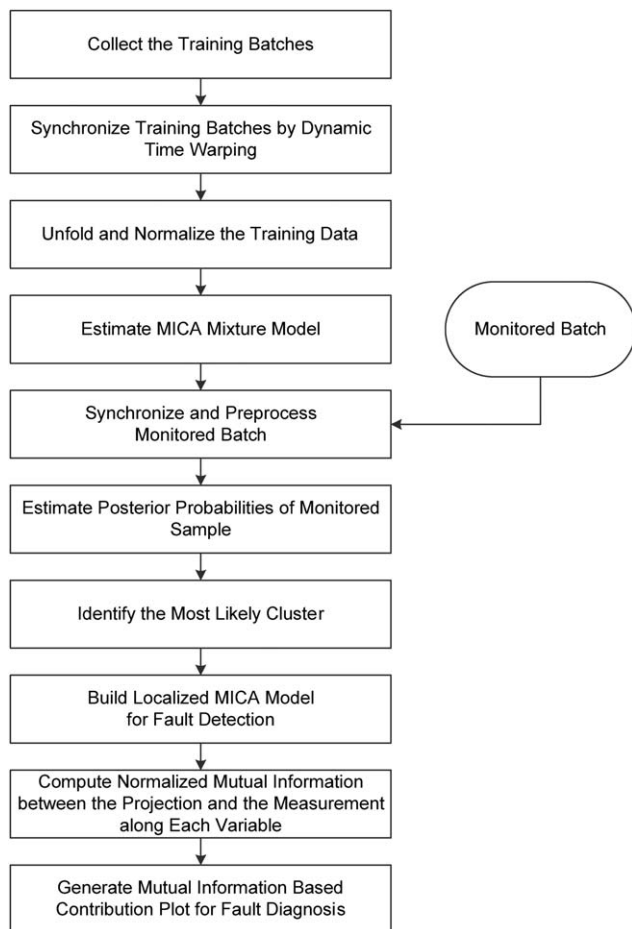 Collect the Training Batches
Synchronize Training Batches by Dynamic
Time Warping
Unfold and Normalize the Training Data
Estimate MICA Mixture Model
Monitored Batch
Synchronize and Preprocess
Monitored Batch
Estimate Posterior Probabilities of Monitored
Sample
Identify the Most Likely Cluster
Build Localized MICA Model
for Fault Detection
Compute Normalized Mutual Information
between the Projection and the Measurement
along Each Variable
Generate Mutual Information Based
Contribution Plot for Fault Diagnosis